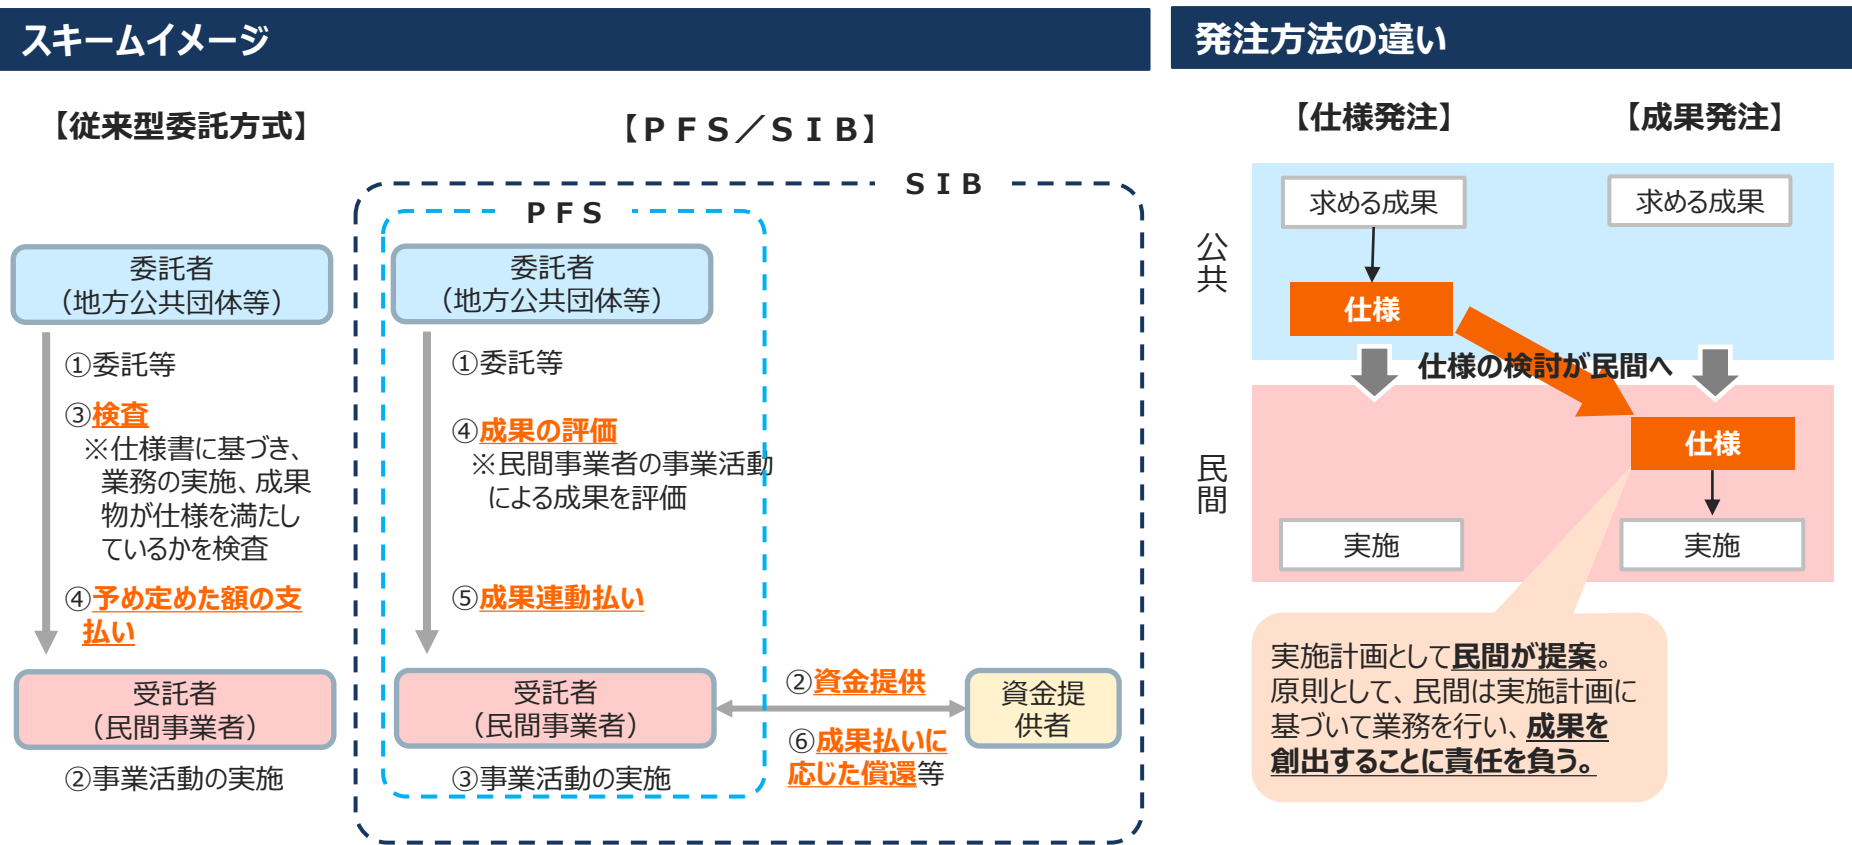 スキームイメージ
【従来型委託方式】
【ＰＦＳ／ＳＩＢ】
ＳＩＢ
ＰＦＳ
委託者
（地方公共団体等）
①委託等
③検査
※仕様書に基づき、
業務の実施、成果
物が仕様を満たし
ているかを検査
④予め定めた額の支
払い
受託者
（民間事業者）
②事業活動の実施
委託者
（地方公共団体等）
①委託等
④成果の評価
※民間事業者の事業活動
による成果を評価
⑤成果連動払い
受託者
（民間事業者）
③事業活動の実施
②資金提供
⑥成果払いに
応じた償還等
資金提
供者
発注方法の違い
【仕様発注】
【成果発注】
公共
民間
求める成果
求める成果
仕様
仕様の検討が民間へ
仕様
実施
実施
実施計画として民間が提案。
原則として、民間は実施計画に
基づいて業務を行い、成果を
創出することに責任を負う。